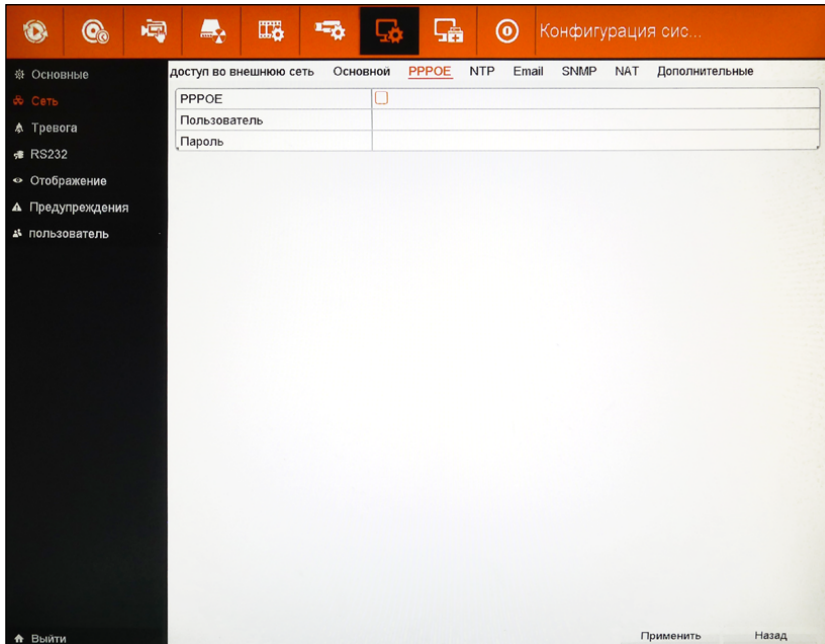 Конфигурация сис...
Основные
Сеть
Тревога
RS232
Отображение
Предупреждения
пользователь
Выйти
доступ во внешнюю сеть Основной PPPOE NTP Email SNMP NAT Дополнительные
PPPOE
Пользователь
Пароль
Применить Назад